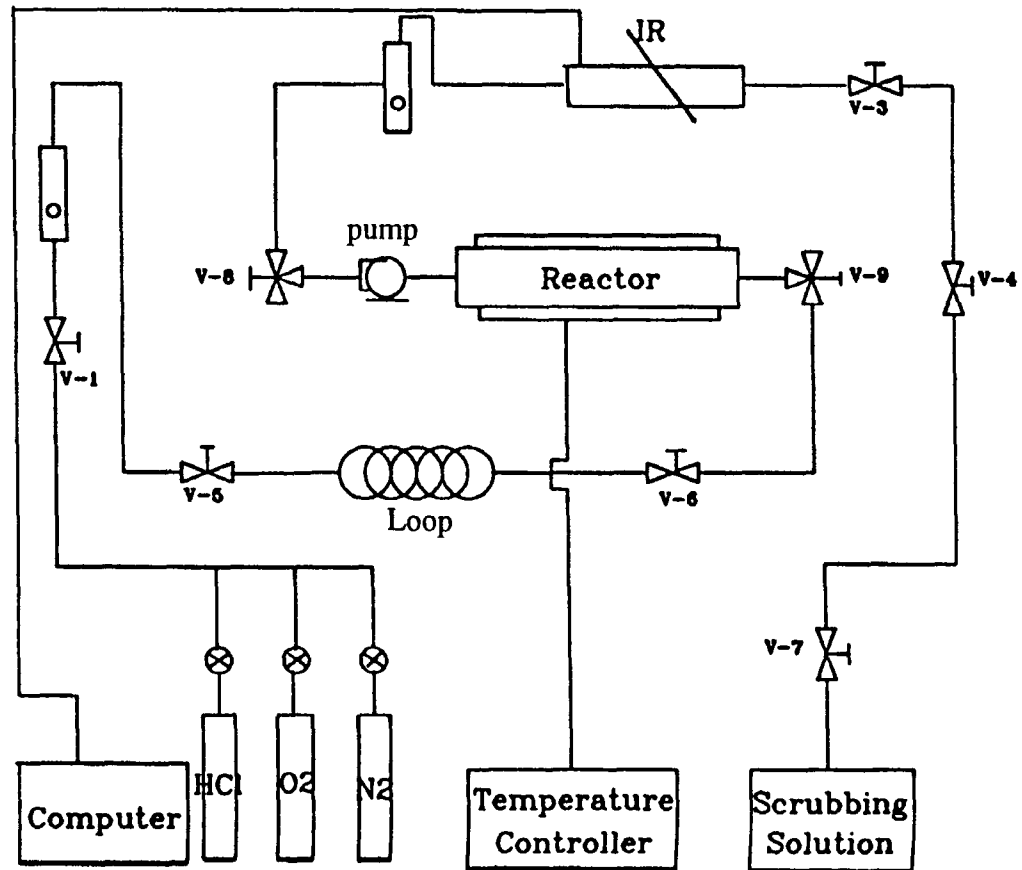 IR
V-3
pump
V-8
Reactor
V-9
V-4
V-1
V-5
Loop
V-6
V-7
HCl
O2
N2
Computer
Temperature
Controller
Scrubbing
Solution